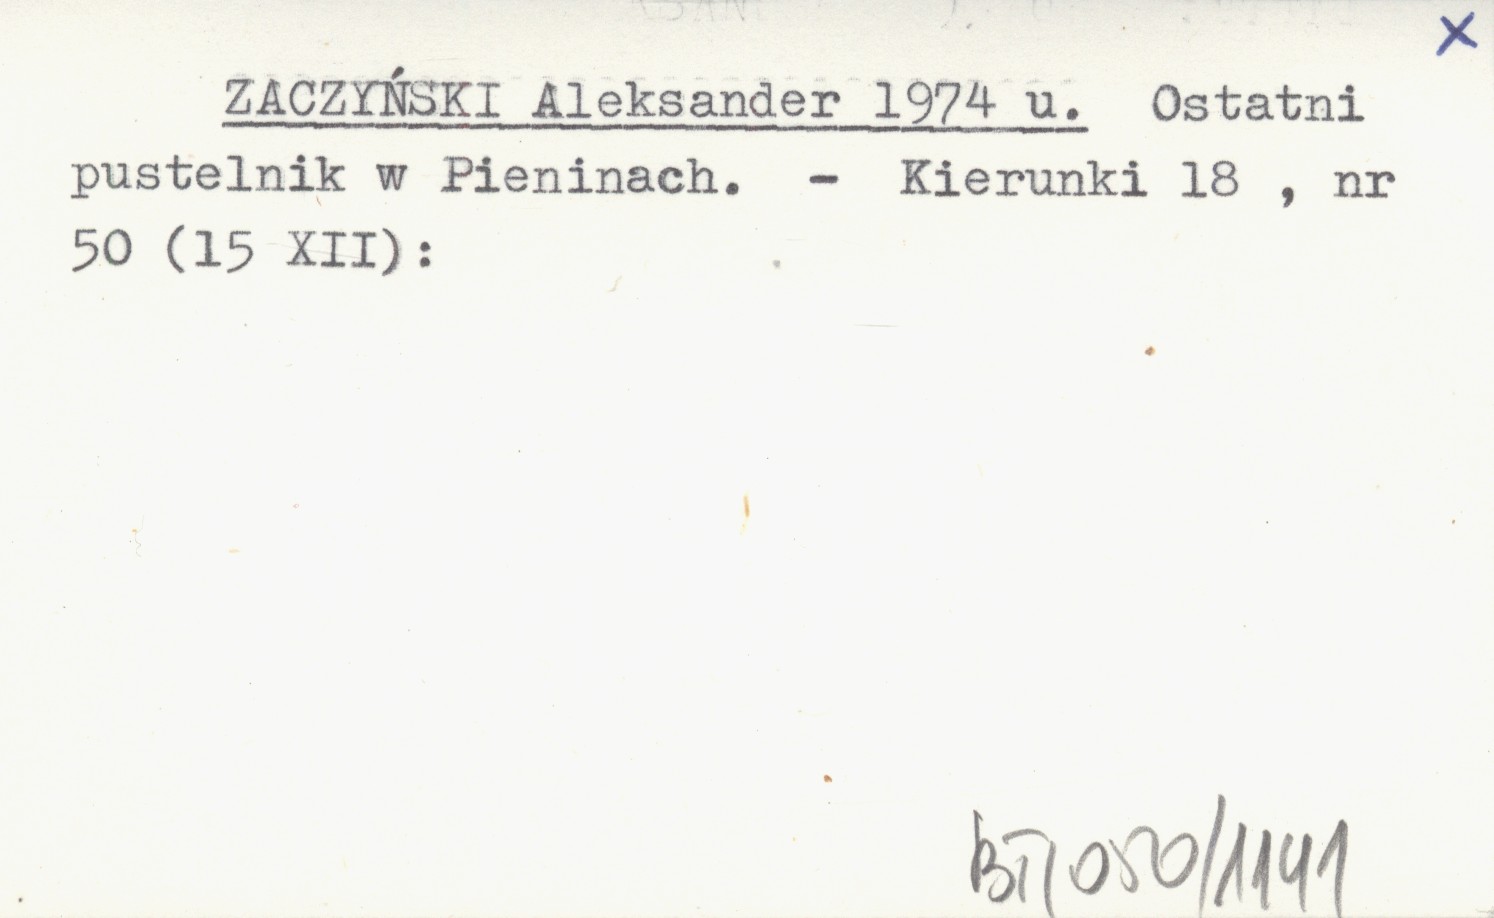 x
ZACZYŃSKI Aleksander 1974 u. Ostatni
pustelnik w Pieninach. - Kierunki 18 , nr
50 (15 XII):